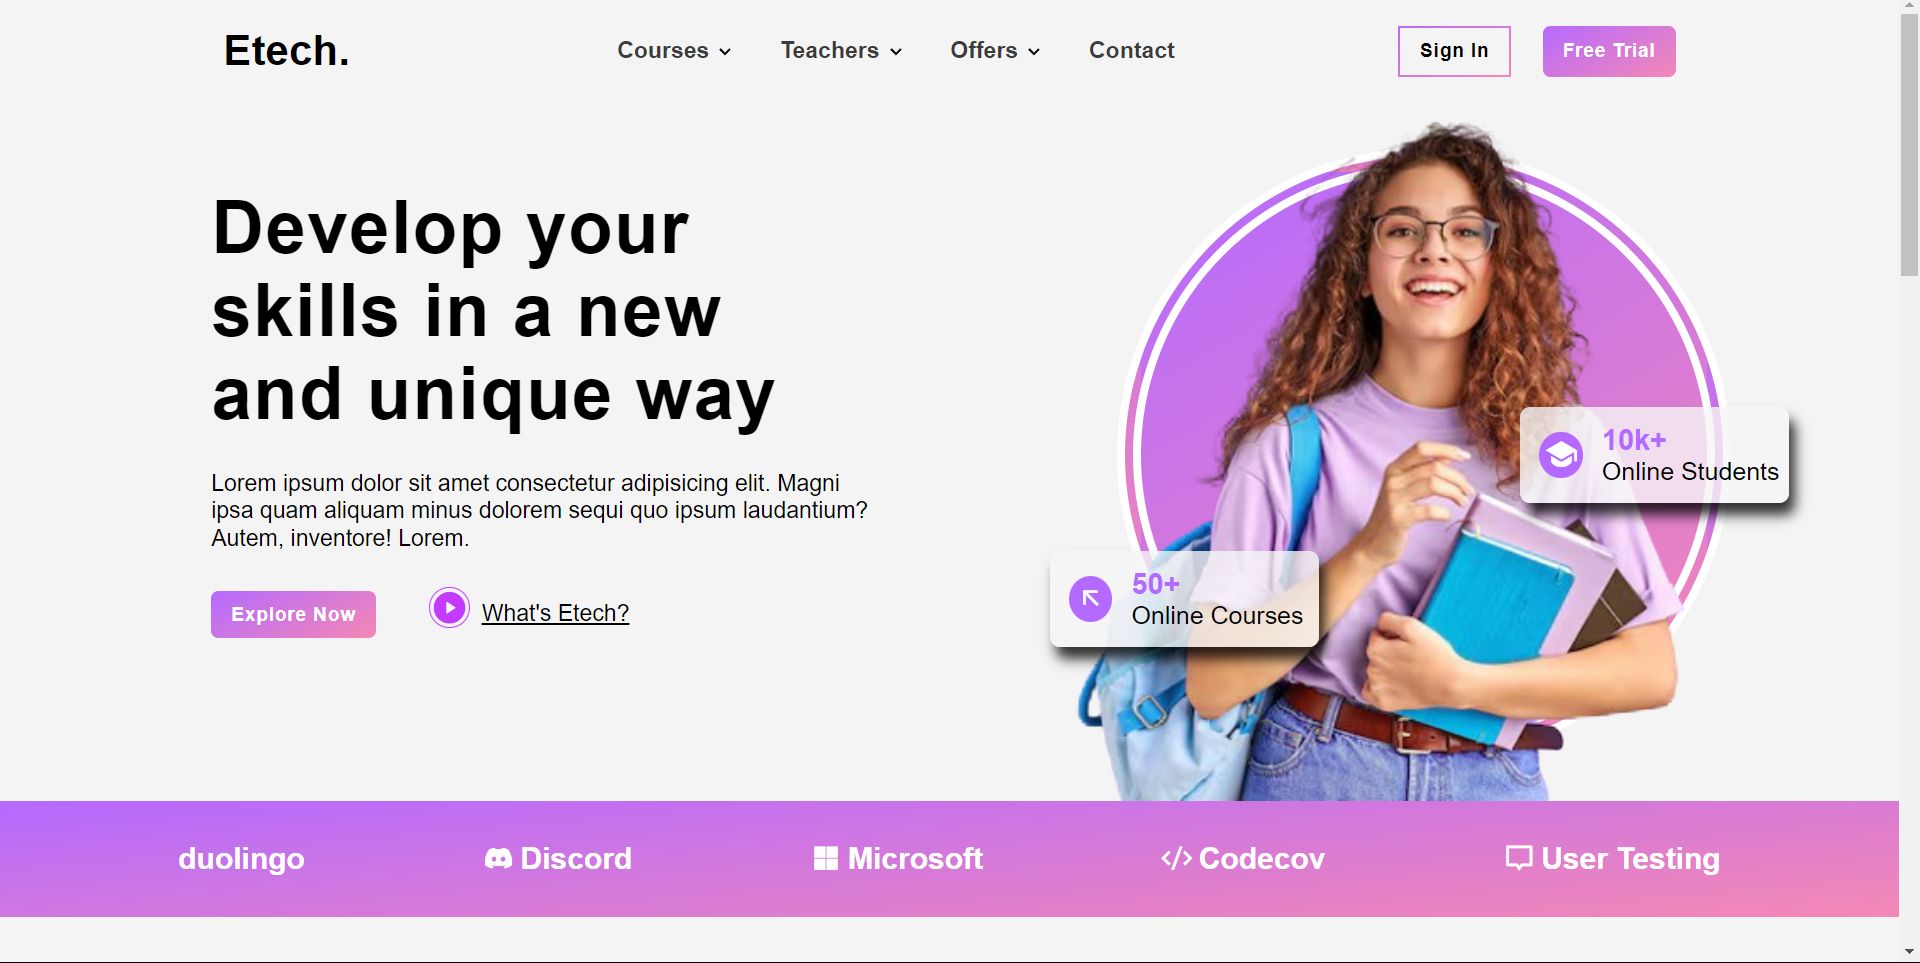 Etech.
Courses
Teachers
Offers
Contact
Sign In
Free Trial
Develop your
skills in a new
and unique way
Lorem ipsum dolor sit amet consectetur adipisicing elit. Magni
ipsa quam aliquam minus dolorem sequi quo ipsum laudantium?
Autem, inventore! Lorem.
Explore Now
What's Etech?
10k+
Online Students
50+
Online Courses
duolingo
Discord
Microsoft
Codecov
User Testing